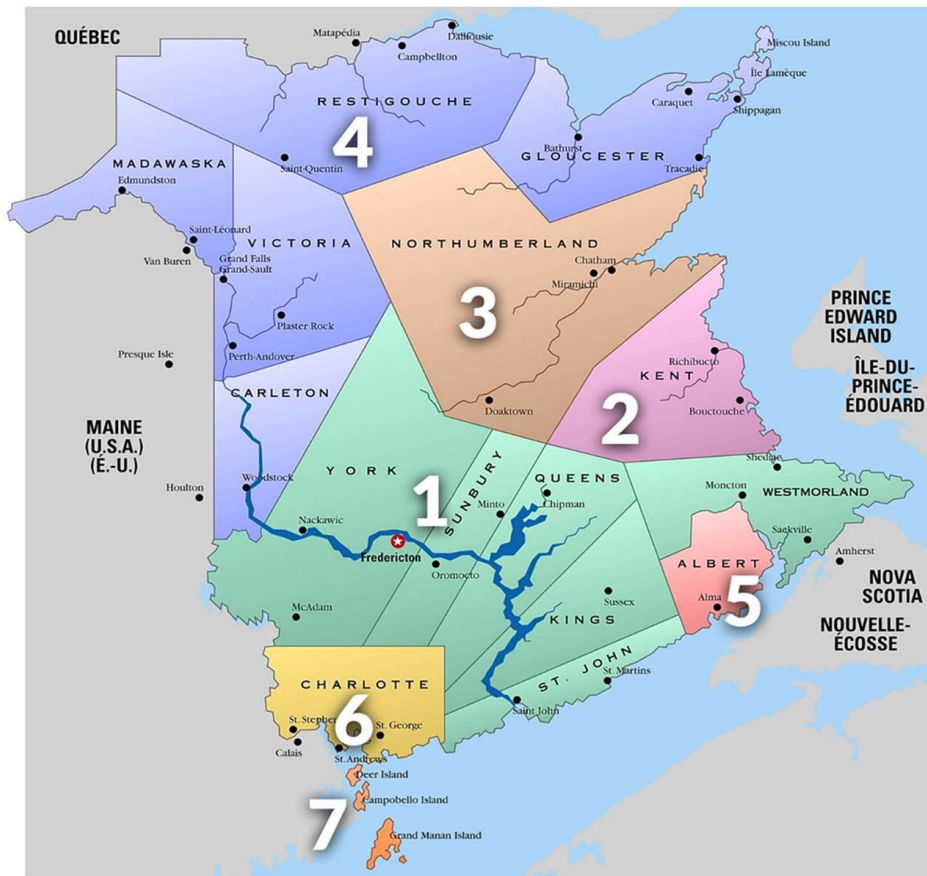 QUÉBEC
Matapédia
Dalhousie
Campbellton
Miscou Island
Île Lamèque
Caraquet
Shippagan
RESTIGOUCHE
4
Bathurst
GLOUCESTER
Tracadie
Saint-Quentin
MADAWASKA
Edmundston
Saint-Léonard
Van Buren
VICTORIA
Grand Falls
Grand-Sault
NORTHUMBERLAND
Chatham
Miramichi
3
Plaster Rock
Perth-Andover
Presque Isle
PRINCE
EDWARD
ISLAND
ÎLE-DU-
PRINCE-
ÉDOUARD
Richibucto
KENT
2
Bouctouche
Doaktown
CARLETON
MAINE
(U.S.A.)
(É.-U.)
Houlton
Woodstock
YORK
1
SUNBURY
QUEENS
Minto
Chipman
Nackawic
Fredericton
Oromocto
McAdam
Shediac
Moncton
WESTMORLAND
Sackville
Amherst
NOVA
SCOTIA
NOUVELLE-
ÉCOSSE
ALBERT
5
Alma
Sussex
KINGS
ST. JOHN
St. Martins
Saint John
CHARLOTTE
6
St. Stephen
St. George
Calais
St. Andrews
Deer Island
7
Campobello Island
Grand Manan Island